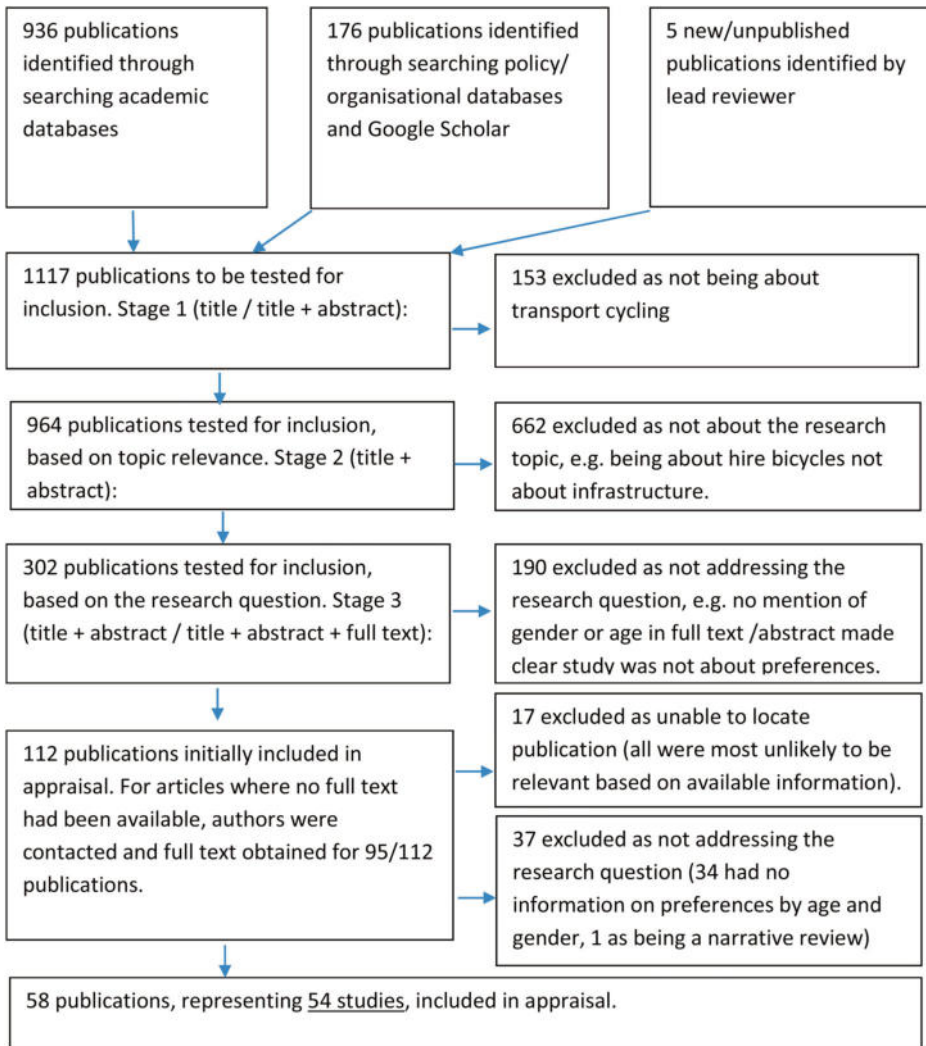 936 publications
identified through
searching academic
databases
176 publications identified
through searching policy/
organisational databases
and Google Scholar
5 new/unpublished
publications identified by
lead reviewer
1117 publications to be tested for
inclusion. Stage 1 (title / title + abstract):
153 excluded as not being about
transport cycling
964 publications tested for inclusion,
based on topic relevance. Stage 2 (title +
abstract):
662 excluded as not about the research
topic, e.g. being about hire bicycles not
about infrastructure.
302 publications tested for inclusion,
based on the research question. Stage 3
(title + abstract / title + abstract + full text):
190 excluded as not addressing the
research question, e.g. no mention of
gender or age in full text /abstract made
clear study was not about preferences.
112 publications initially included in
appraisal. For articles where no full text
had been available, authors were
contacted and full text obtained for 95/112
publications.
17 excluded as unable to locate
publication (all were most unlikely to be
relevant based on available information).
37 excluded as not addressing the
research question (34 had no
information on preferences by age and
gender, 1 as being a narrative review)
58 publications, representing 54 studies, included in appraisal.